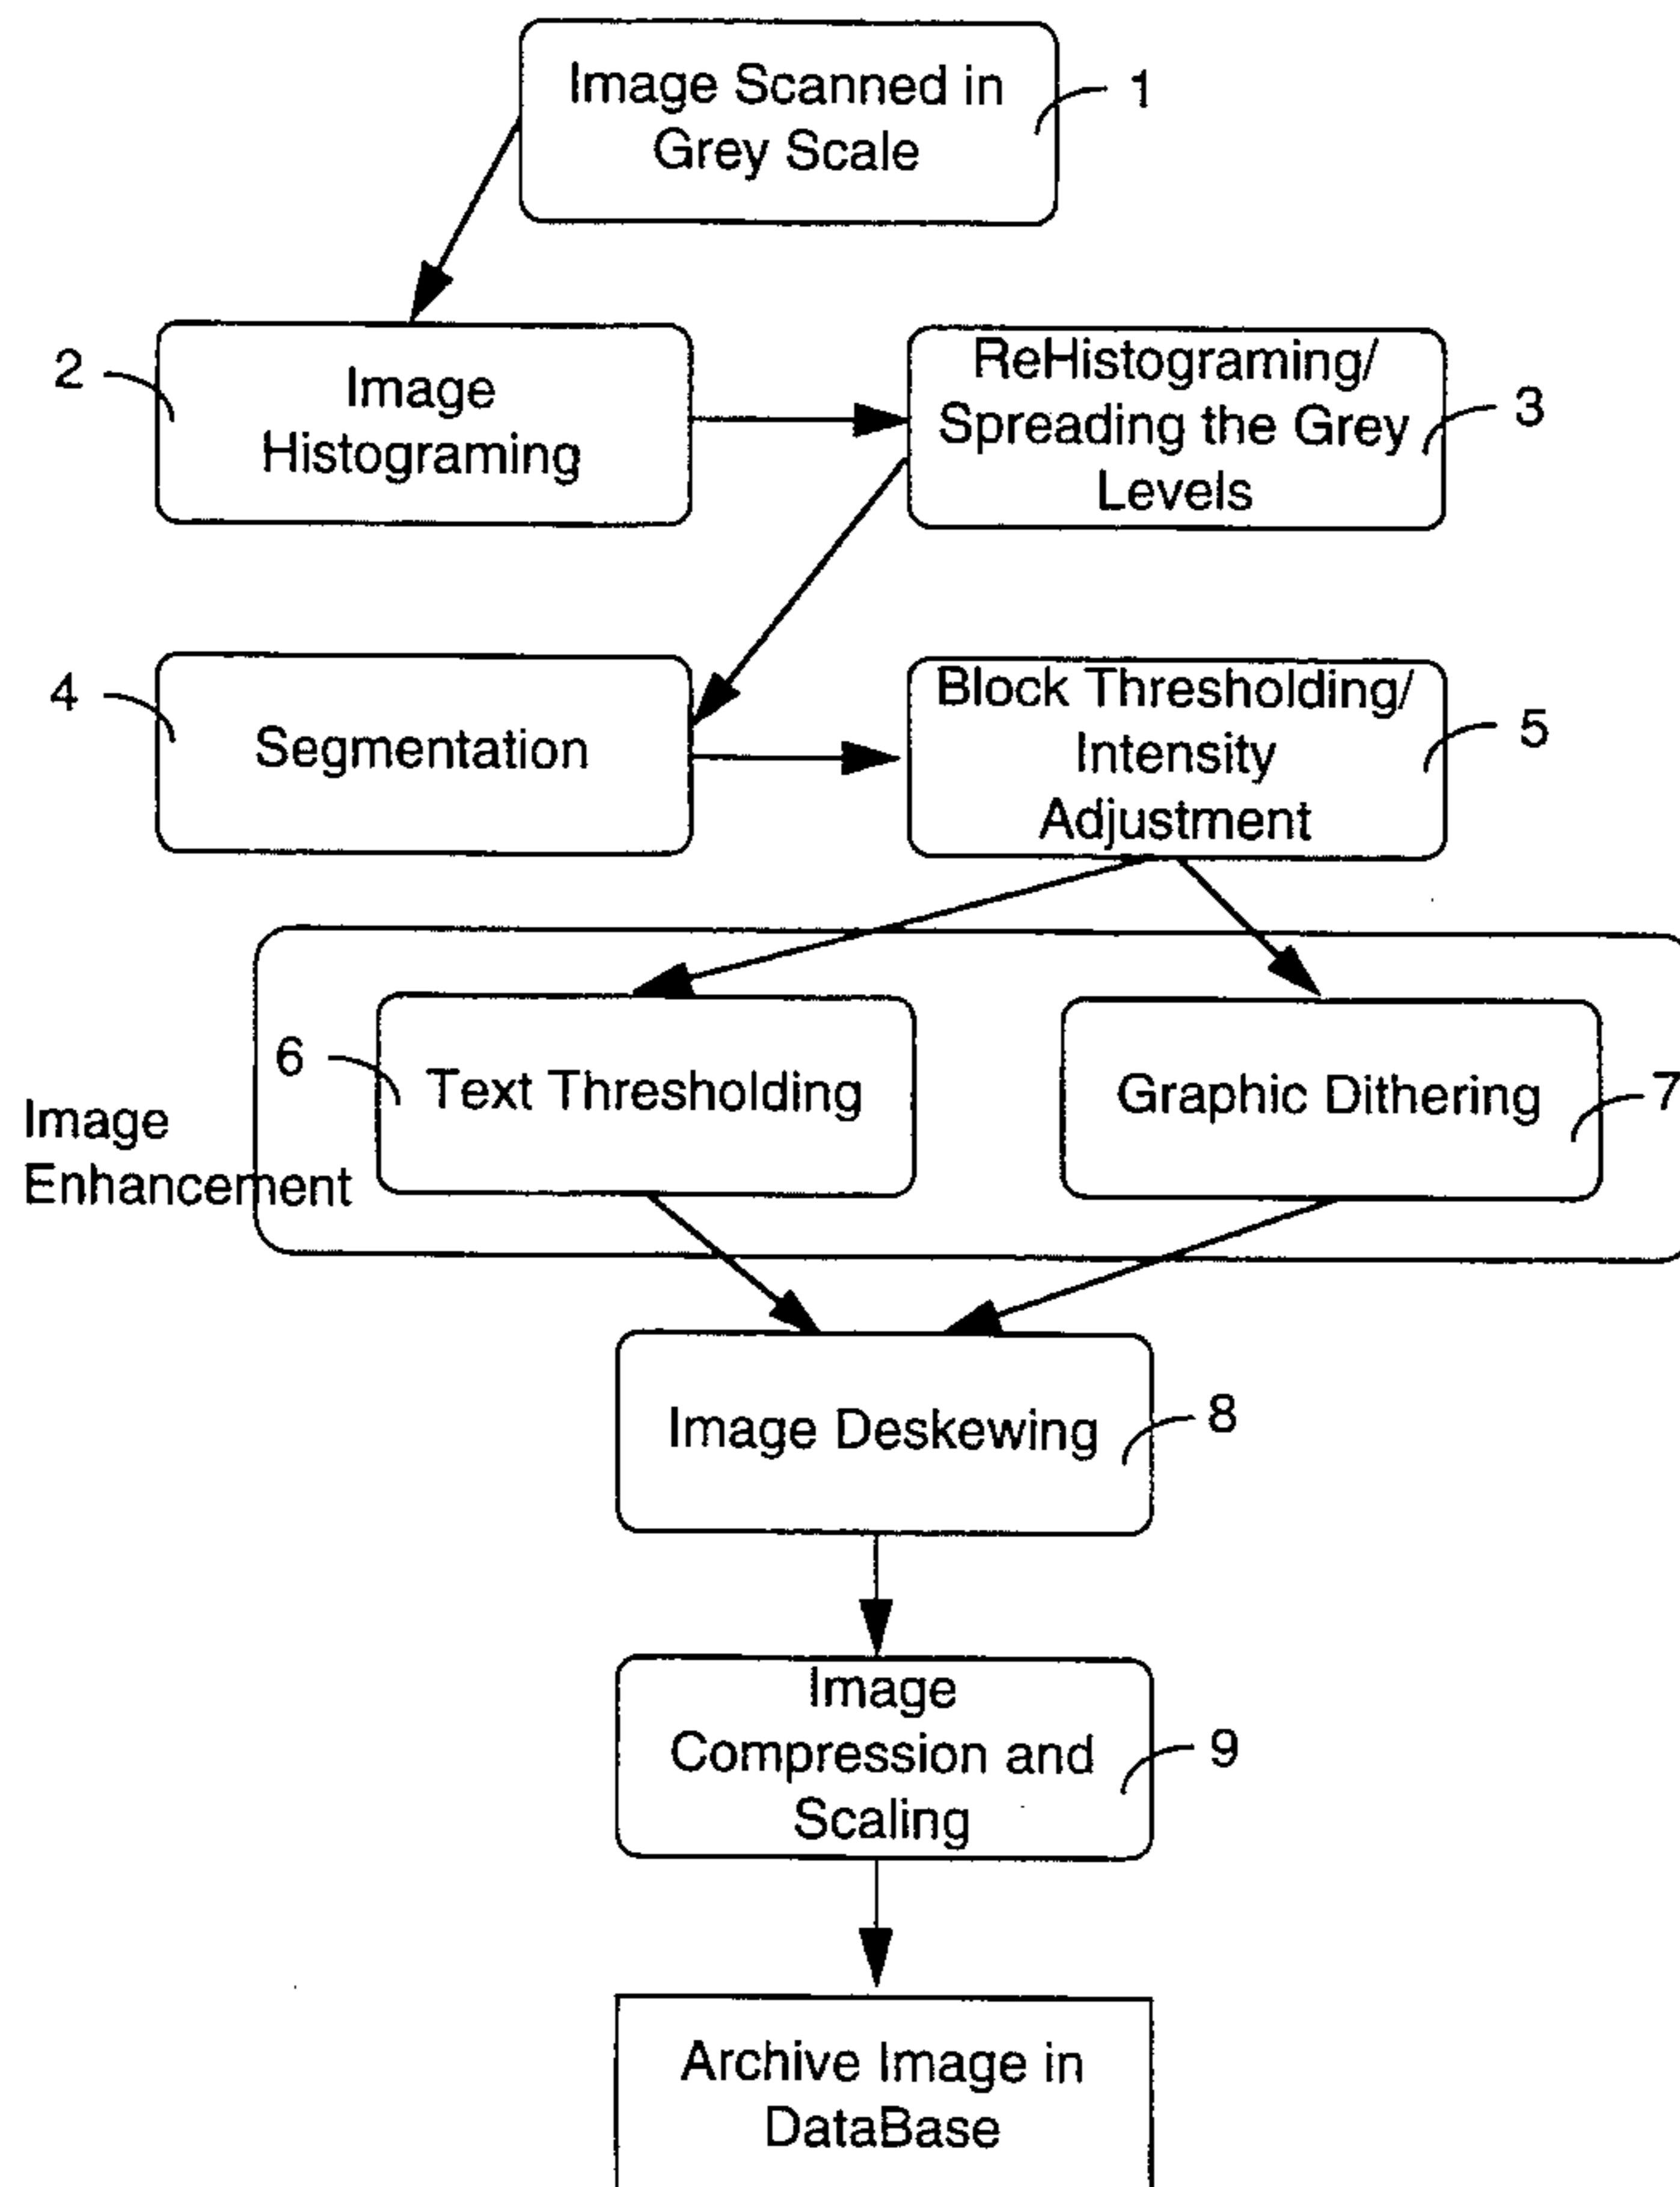 Image Scanned in
Grey Scale
1
2
Image
Histograming
ReHistograming/
Spreading the Grey
Levels
3
4
Segmentation
Block Thresholding/
Intensity
Adjustment
5
6
Text Thresholding
Graphic Dithering
7
Image
Enhancement
Image Deskewing
8
Image
Compression and
Scaling
9
Archive Image in
DataBase